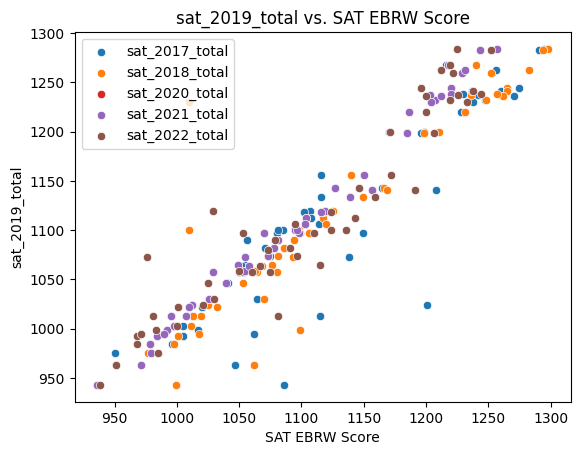 sat_2019_total vs. SAT EBRW Score
sat_2017_total
sat_2018_total
sat_2020_total
sat_2021_total
sat_2022_total
sat_2019_total
1300
1250
1200
1150
1100
1050
1000
950
950 1000 1050 1100 1150 1200 1250 1300
SAT EBRW Score